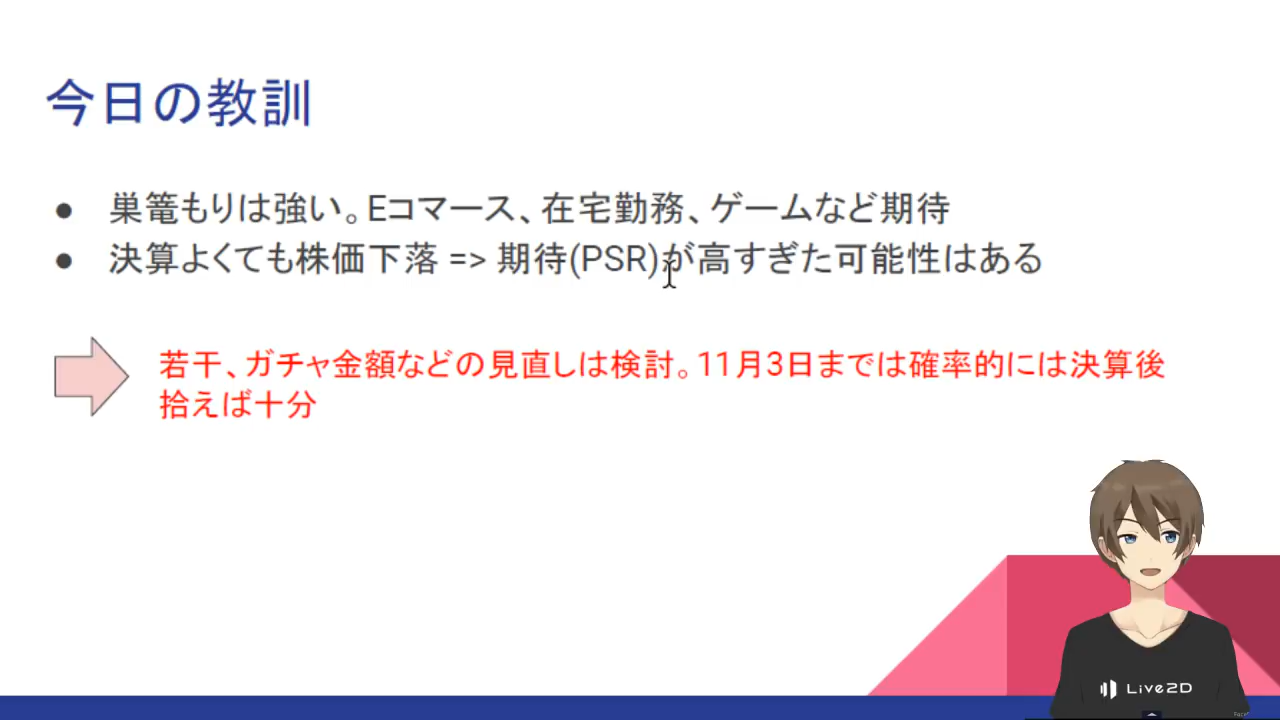 今日の教訓
● 巣篭もりは強い。Eコマース、在宅勤務、ゲームなど期待
● 決算よくても株価下落 => 期待(PSR)が高すぎた可能性はある
若干、ガチャ金額などの見直しは検討。11月3日までは確率的には決算後
拾えば十分
Live2D